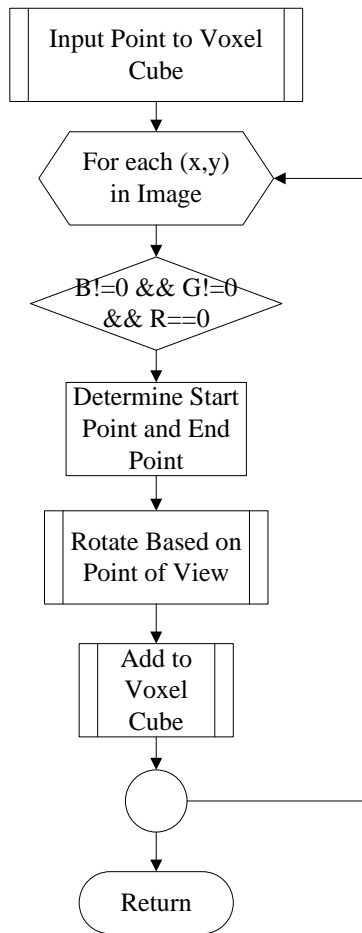 Input Point to Voxel
Cube
For each (x,y)
in Image
B!=0 && G!=0
&& R==0
Determine Start
Point and End
Point
Rotate Based on
Point of View
Add to
Voxel
Cube
Return